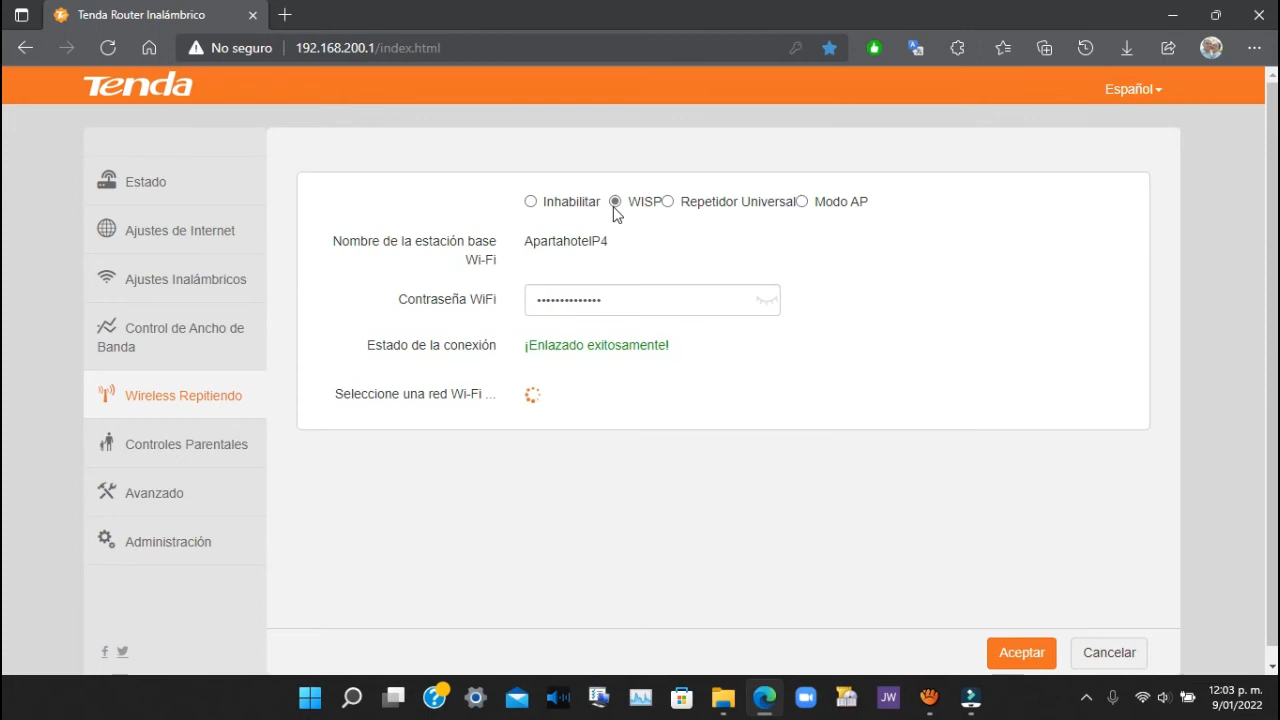 Tenda Router Inalámbrico
No seguro
192.168.200.1/index.html
Tenda
Español
Estado
Ajustes de Internet
Ajustes Inalámbricos
Control de Ancho de
Banda
Wireless Repitiendo
Controles Parentales
Avanzado
Administración
Inhabilitar WISP Repetidor Universal Modo AP
Nombre de la estación base
Wi-Fi
ApartahotelP4
Contraseña WiFi ••••••••••••••
Estado de la conexión ¡Enlazado exitosamente!
Seleccione una red Wi-Fi ...
Aceptar Cancelar
JW
12:03 p. m.
9/01/2022